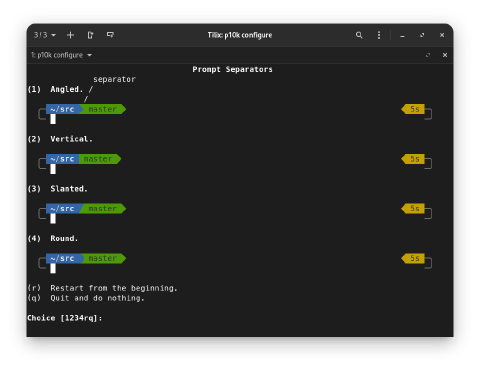 3 / 3
Tilix: p10k configure
1: p10k configure
Prompt Separators
separator
(1) Angled. /
/
~/src master 5s
(2) Vertical.
~/src master 5s
(3) Slanted.
~/src master 5s
(4) Round.
~/src master 5s
(r) Restart from the beginning.
(q) Quit and do nothing.
Choice [1234rq]: